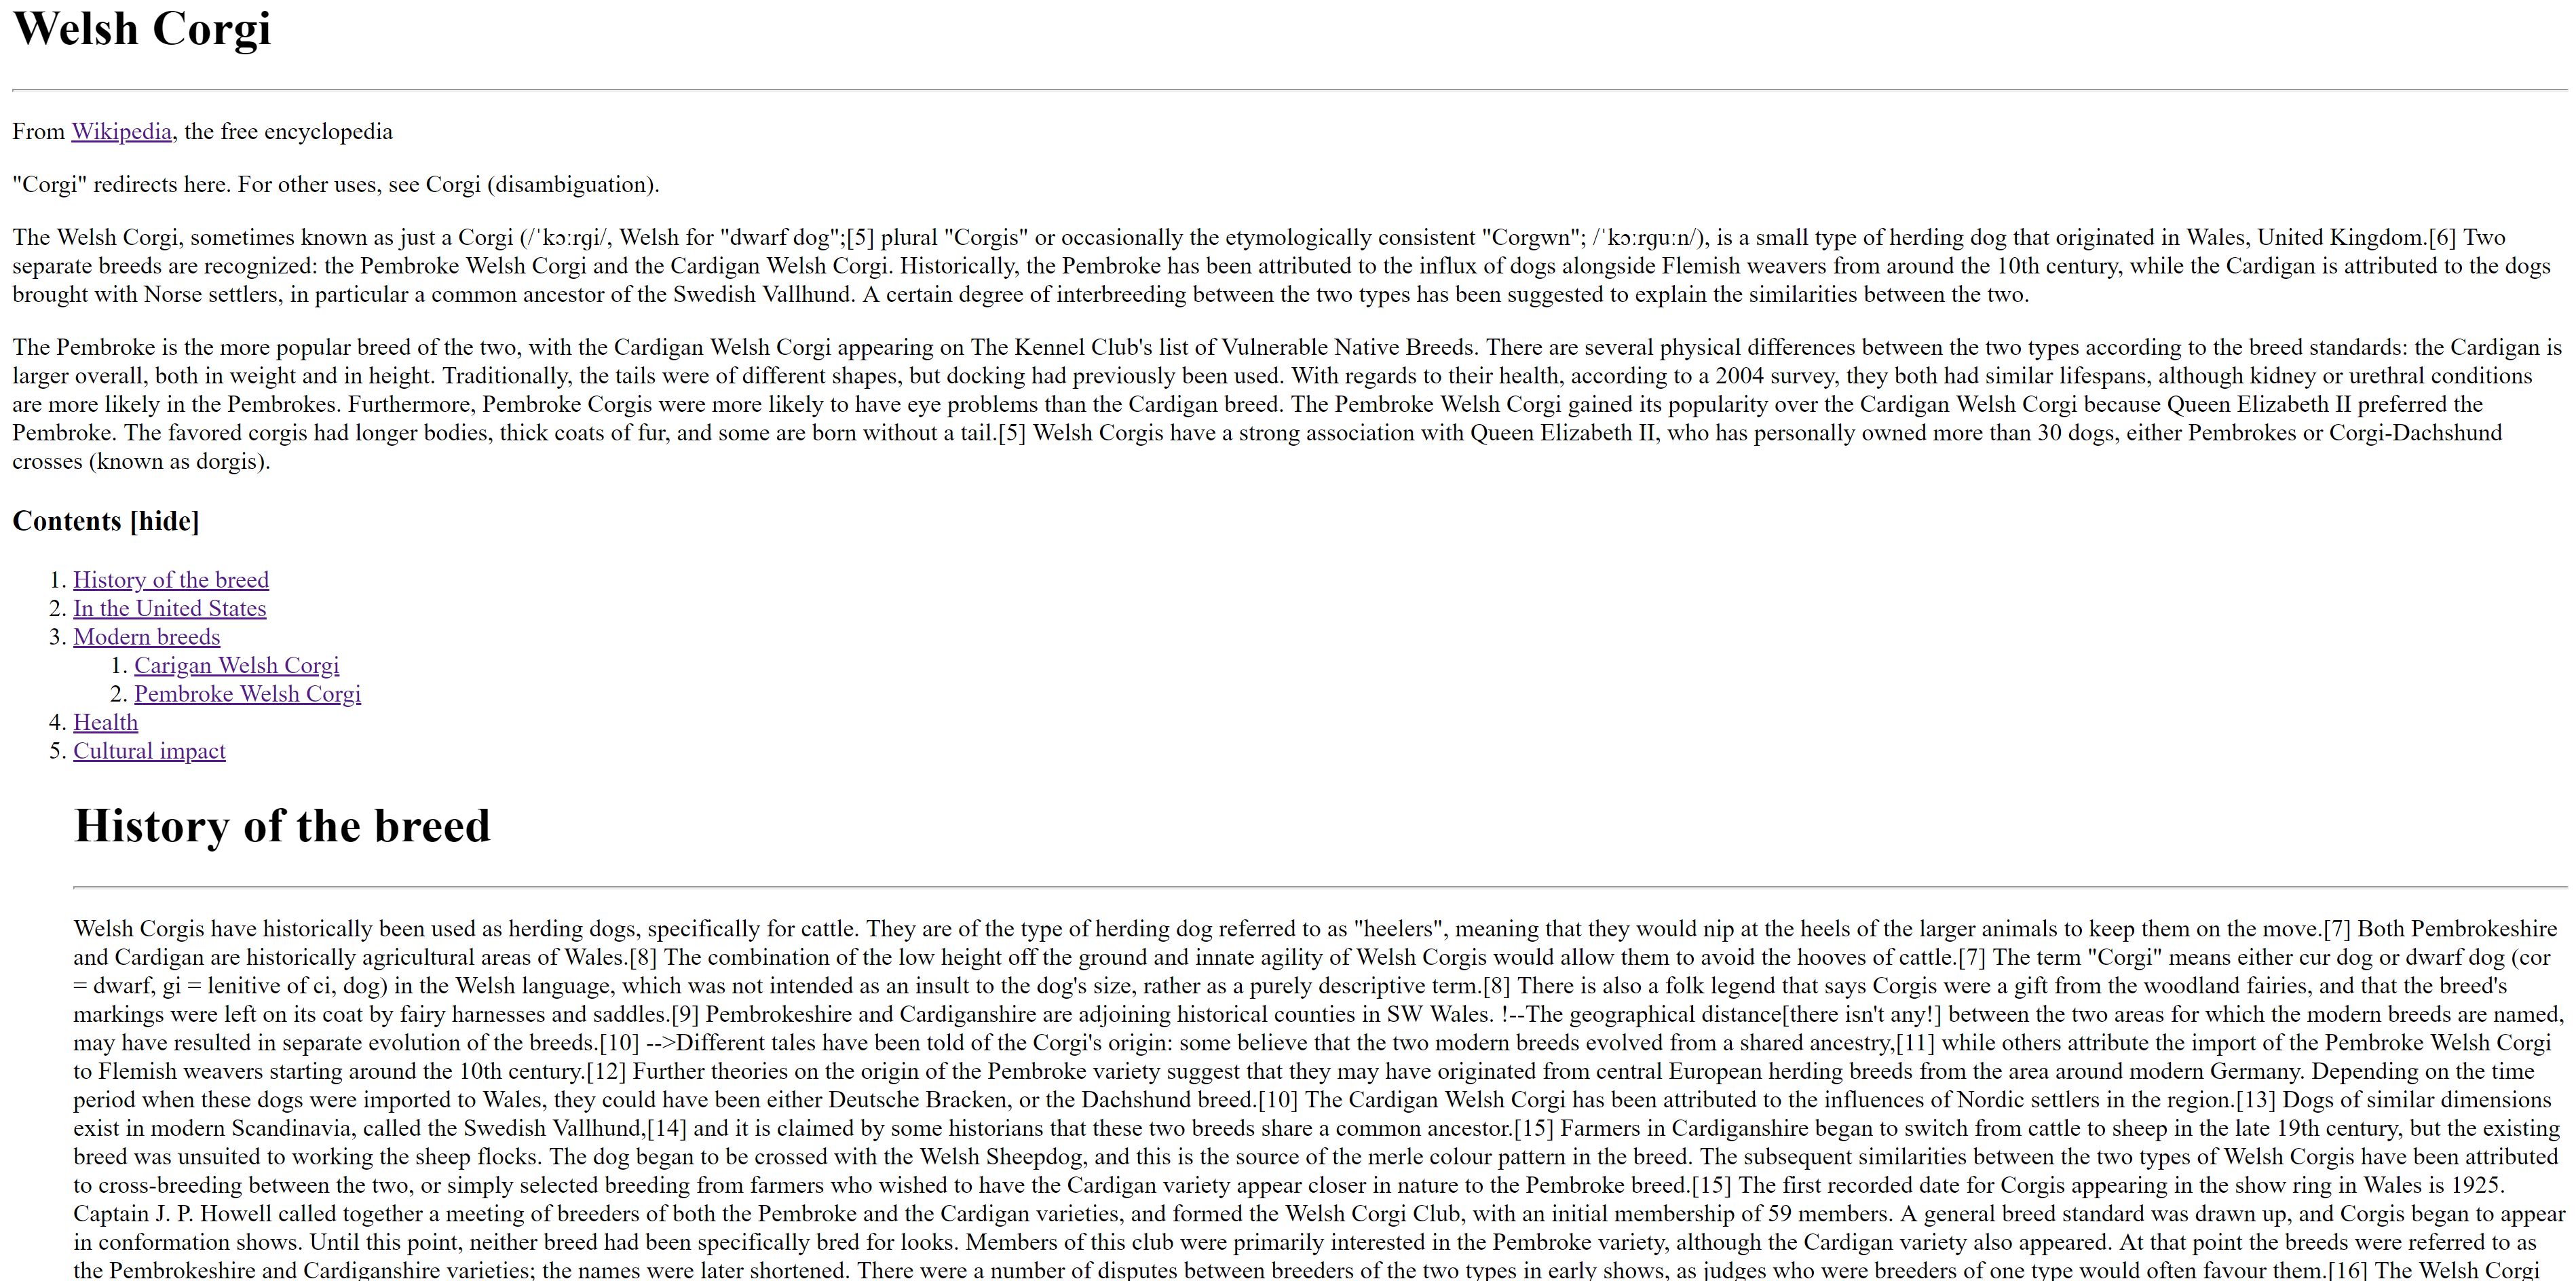 Welsh Corgi
From Wikipedia, the free encyclopedia
"Corgi" redirects here. For other uses, see Corgi (disambiguation).
The Welsh Corgi, sometimes known as just a Corgi (/ˈkɔːrɡi/, Welsh for "dwarf dog";[5] plural "Corgis" or occasionally the etymologically consistent "Corgwn"; /ˈkɔːrɡuːn/), is a small type of herding dog that originated in Wales, United Kingdom.[6] Two
separate breeds are recognized: the Pembroke Welsh Corgi and the Cardigan Welsh Corgi. Historically, the Pembroke has been attributed to the influx of dogs alongside Flemish weavers from around the 10th century, while the Cardigan is attributed to the dogs
brought with Norse settlers, in particular a common ancestor of the Swedish Vallhund. A certain degree of interbreeding between the two types has been suggested to explain the similarities between the two.
The Pembroke is the more popular breed of the two, with the Cardigan Welsh Corgi appearing on The Kennel Club's list of Vulnerable Native Breeds. There are several physical differences between the two types according to the breed standards: the Cardigan is
larger overall, both in weight and in height. Traditionally, the tails were of different shapes, but docking had previously been used. With regards to their health, according to a 2004 survey, they both had similar lifespans, although kidney or urethral conditions
are more likely in the Pembrokes. Furthermore, Pembroke Corgis were more likely to have eye problems than the Cardigan breed. The Pembroke Welsh Corgi gained its popularity over the Cardigan Welsh Corgi because Queen Elizabeth II preferred the
Pembroke. The favored corgis had longer bodies, thick coats of fur, and some are born without a tail.[5] Welsh Corgis have a strong association with Queen Elizabeth II, who has personally owned more than 30 dogs, either Pembrokes or Corgi-Dachshund
crosses (known as dorgis).
Contents [hide]
1. History of the breed
2. In the United States
3. Modern breeds
1. Carigan Welsh Corgi
2. Pembroke Welsh Corgi
4. Health
5. Cultural impact
History of the breed
Welsh Corgis have historically been used as herding dogs, specifically for cattle. They are of the type of herding dog referred to as "heelers", meaning that they would nip at the heels of the larger animals to keep them on the move.[7] Both Pembrokeshire
and Cardigan are historically agricultural areas of Wales.[8] The combination of the low height off the ground and innate agility of Welsh Corgis would allow them to avoid the hooves of cattle.[7] The term "Corgi" means either cur dog or dwarf dog (cor
= dwarf, gi = lenitive of ci, dog) in the Welsh language, which was not intended as an insult to the dog's size, rather as a purely descriptive term.[8] There is also a folk legend that says Corgis were a gift from the woodland fairies, and that the breed's
markings were left on its coat by fairy harnesses and saddles.[9] Pembrokeshire and Cardiganshire are adjoining historical counties in SW Wales. !--The geographical distance[there isn't any!] between the two areas for which the modern breeds are named,
may have resulted in separate evolution of the breeds.[10] -->Different tales have been told of the Corgi's origin: some believe that the two modern breeds evolved from a shared ancestry,[11] while others attribute the import of the Pembroke Welsh Corgi
to Flemish weavers starting around the 10th century.[12] Further theories on the origin of the Pembroke variety suggest that they may have originated from central European herding breeds from the area around modern Germany. Depending on the time
period when these dogs were imported to Wales, they could have been either Deutsche Bracken, or the Dachshund breed.[10] The Cardigan Welsh Corgi has been attributed to the influences of Nordic settlers in the region.[13] Dogs of similar dimensions
exist in modern Scandinavia, called the Swedish Vallhund,[14] and it is claimed by some historians that these two breeds share a common ancestor.[15] Farmers in Cardiganshire began to switch from cattle to sheep in the late 19th century, but the existing
breed was unsuited to working the sheep flocks. The dog began to be crossed with the Welsh Sheepdog, and this is the source of the merle colour pattern in the breed. The subsequent similarities between the two types of Welsh Corgis have been attributed
to cross-breeding between the two, or simply selected breeding from farmers who wished to have the Cardigan variety appear closer in nature to the Pembroke breed.[15] The first recorded date for Corgis appearing in the show ring in Wales is 1925.
Captain J. P. Howell called together a meeting of breeders of both the Pembroke and the Cardigan varieties, and formed the Welsh Corgi Club, with an initial membership of 59 members. A general breed standard was drawn up, and Corgis began to appear
in conformation shows. Until this point, neither breed had been specifically bred for looks. Members of this club were primarily interested in the Pembroke variety, although the Cardigan variety also appeared. At that point the breeds were referred to as
the Pembrokeshire and Cardiganshire varieties; the names were later shortened. There were a number of disputes between breeders of the two types in early shows, as judges who were breeders of one type would often favour them.[16] The Welsh Corgi